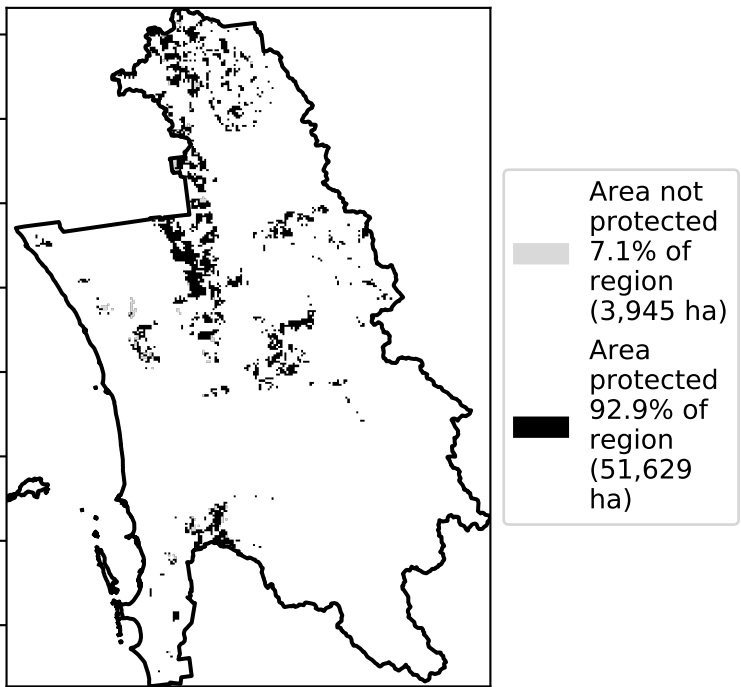 Area not
protected
7.1% of
region
(3,945 ha)
Area
protected
92.9% of
region
(51,629
ha)